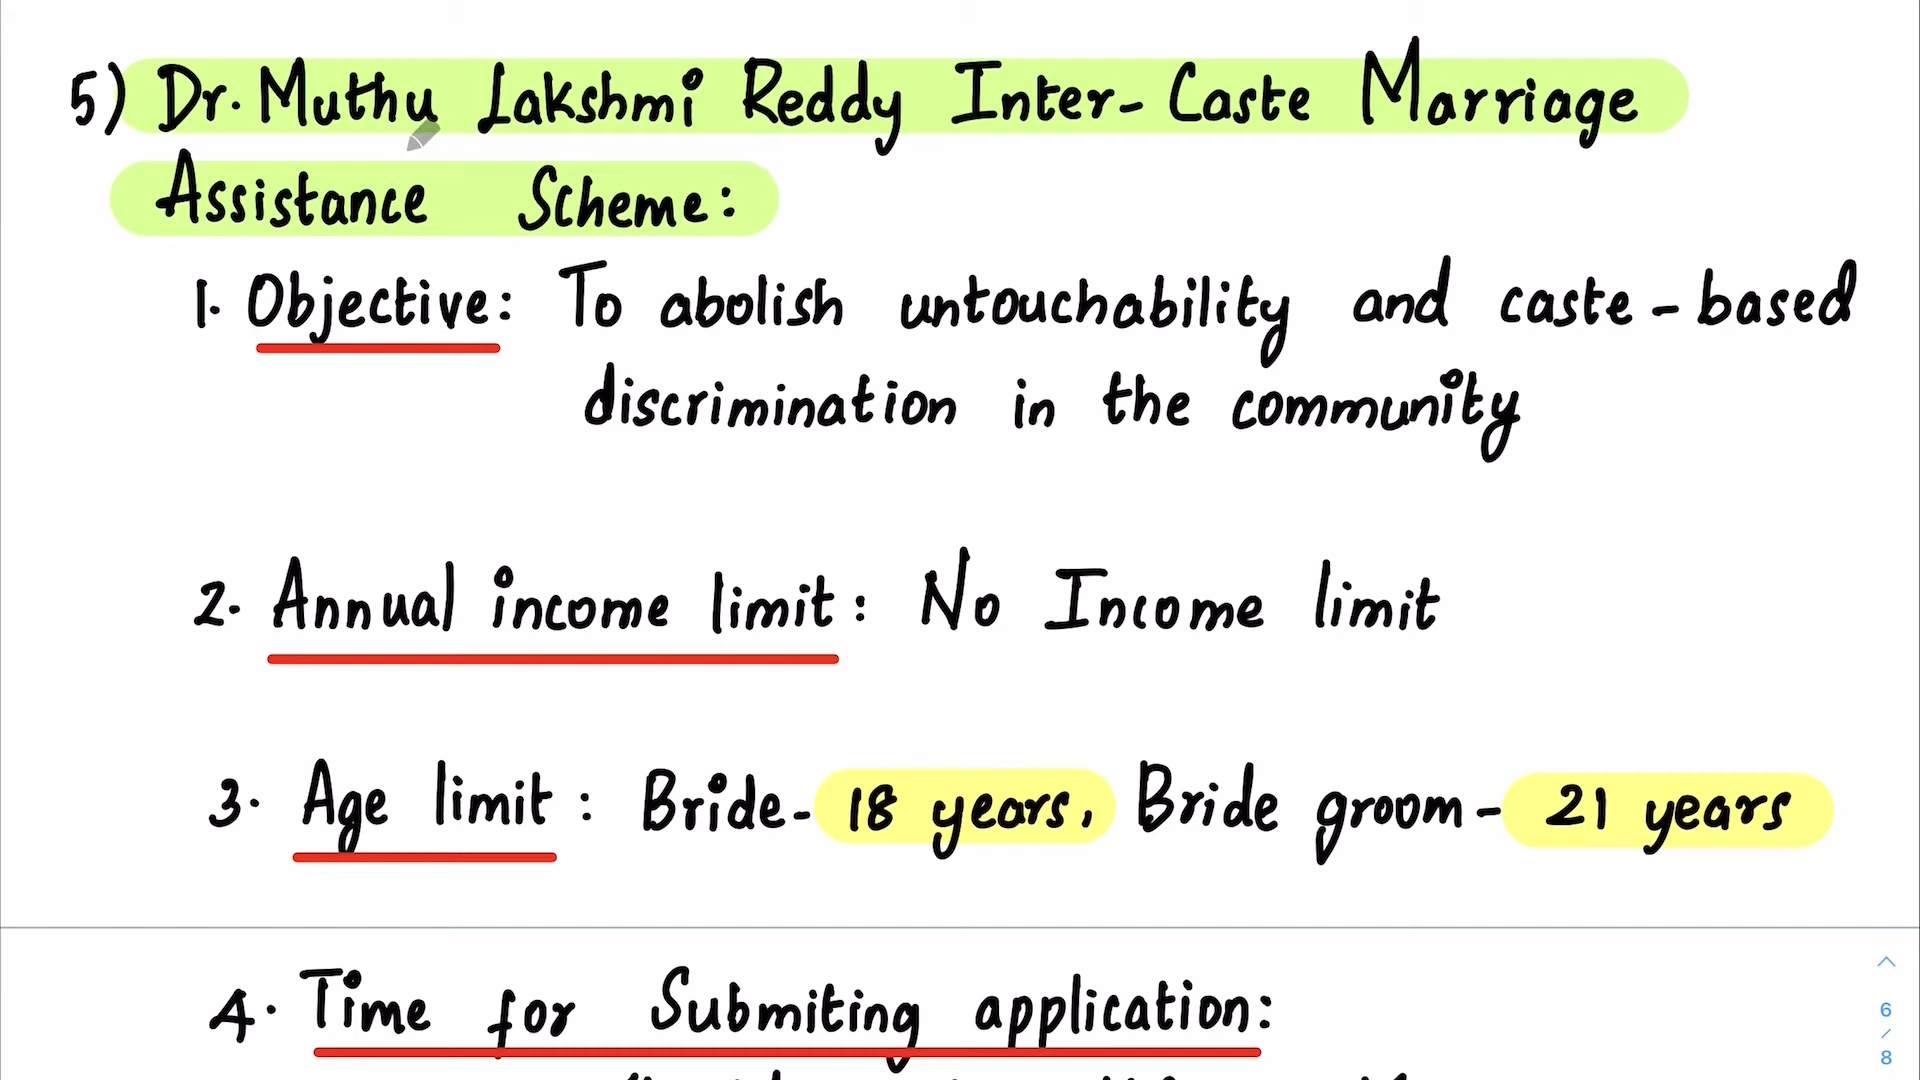 5) Dr. Muthu Lakshmi Reddy Inter-Caste Marriage
Assistance Scheme:
1. Objective: To abolish untouchability and caste-based
discrimination in the community
2. Annual income limit: No Income limit
3. Age limit: Bride- 18 years, Bride groom- 21 years
4. Time for Submiting application:
6
/
8